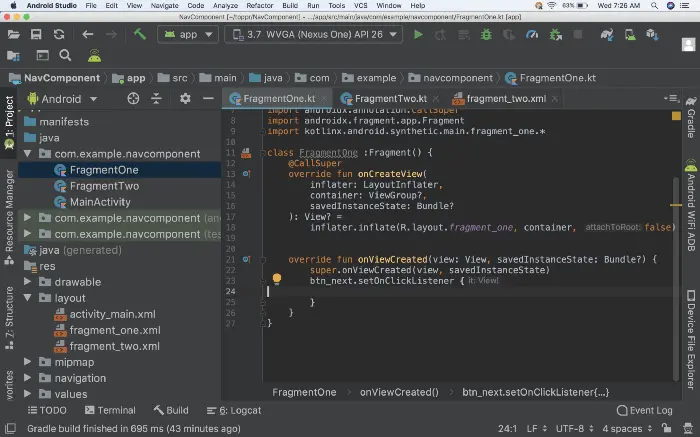 Android Studio File Edit View Navigate Code Analyze Refactor Build Run Tools VCS Window Help 63% Wed 7:26 AM
NavComponent [~/topp/NavComponent] - .../app/src/main/java/com/example/navcomponent/FragmentOne.kt [app]
app 3.7 WVGA (Nexus One) API 26
NavComponent app src main java com example navcomponent FragmentOne.kt
Android
FragmentOne.kt FragmentTwo.kt fragment_two.xml
1: Project
Resource Manager
7: Structure
vorites
manifests
java
com.example.navcomponent
FragmentOne
FragmentTwo
MainActivity
com.example.navcomponent (an
com.example.navcomponent (te
java (generated)
res
drawable
layout
activity_main.xml
fragment_one.xml
fragment_two.xml
mipmap
navigation
values
import androidx.annotation.CallSuper
8 import androidx.fragment.app.Fragment
9 import kotlinx.android.synthetic.main.fragment_one.*
10
11 class FragmentOne :Fragment() {
12 @CallSuper
13 override fun onCreateView(
14 inflater: LayoutInflater,
15 container: ViewGroup?,
16 savedInstanceState: Bundle?
17 ): View? =
18 inflater.inflate(R.layout.fragment_one, container, attachToRoot: false)
19
20
21 override fun onViewCreated(view: View, savedInstanceState: Bundle?) {
22 super.onViewCreated(view, savedInstanceState)
23 btn_next.setOnClickListener { it: View!
24
25 }
26 }
27 }
FragmentOne onViewCreated() btn_next.setOnClickListener{...}
Gradle
Android WiFi ADB
Device File Explorer
TODO Terminal Build 6: Logcat Event Log
Gradle build finished in 695 ms (43 minutes ago) 24:1 LF UTF-8 4 spaces